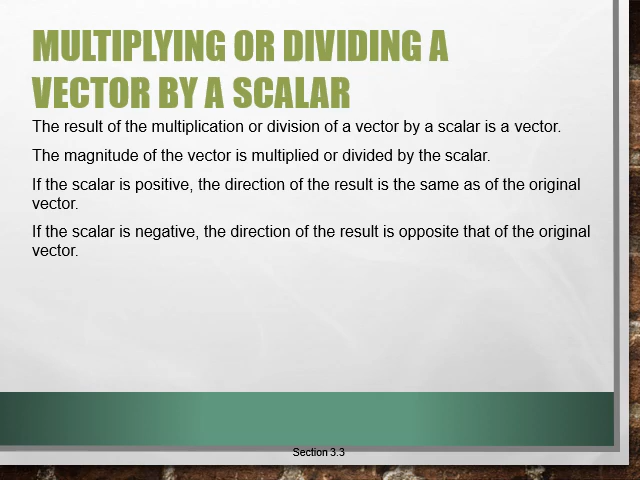 MULTIPLYING OR DIVIDING A
VECTOR BY A SCALAR
The result of the multiplication or division of a vector by a scalar is a vector.
The magnitude of the vector is multiplied or divided by the scalar.
If the scalar is positive, the direction of the result is the same as of the original
vector.
If the scalar is negative, the direction of the result is opposite that of the original
vector.
Section 3.3